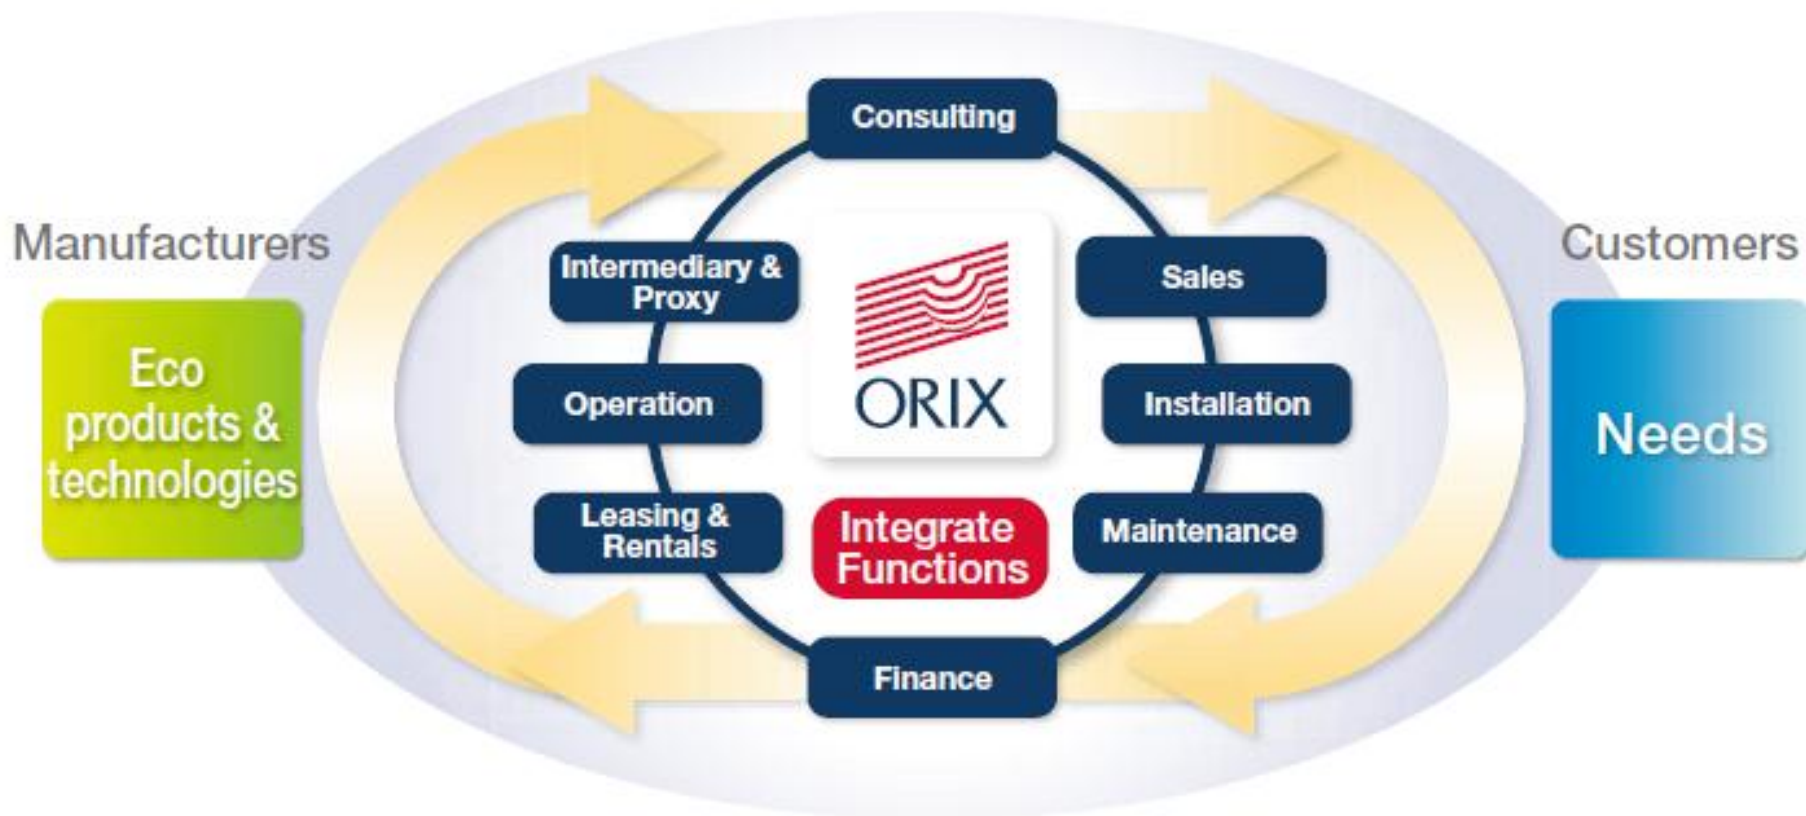 Consulting
Manufacturers
Customers
Intermediary &
Proxy
Sales
Eco
products &
technologies
Operation
ORIX
Installation
Needs
Leasing &
Rentals
Integrate
Functions
Maintenance
Finance